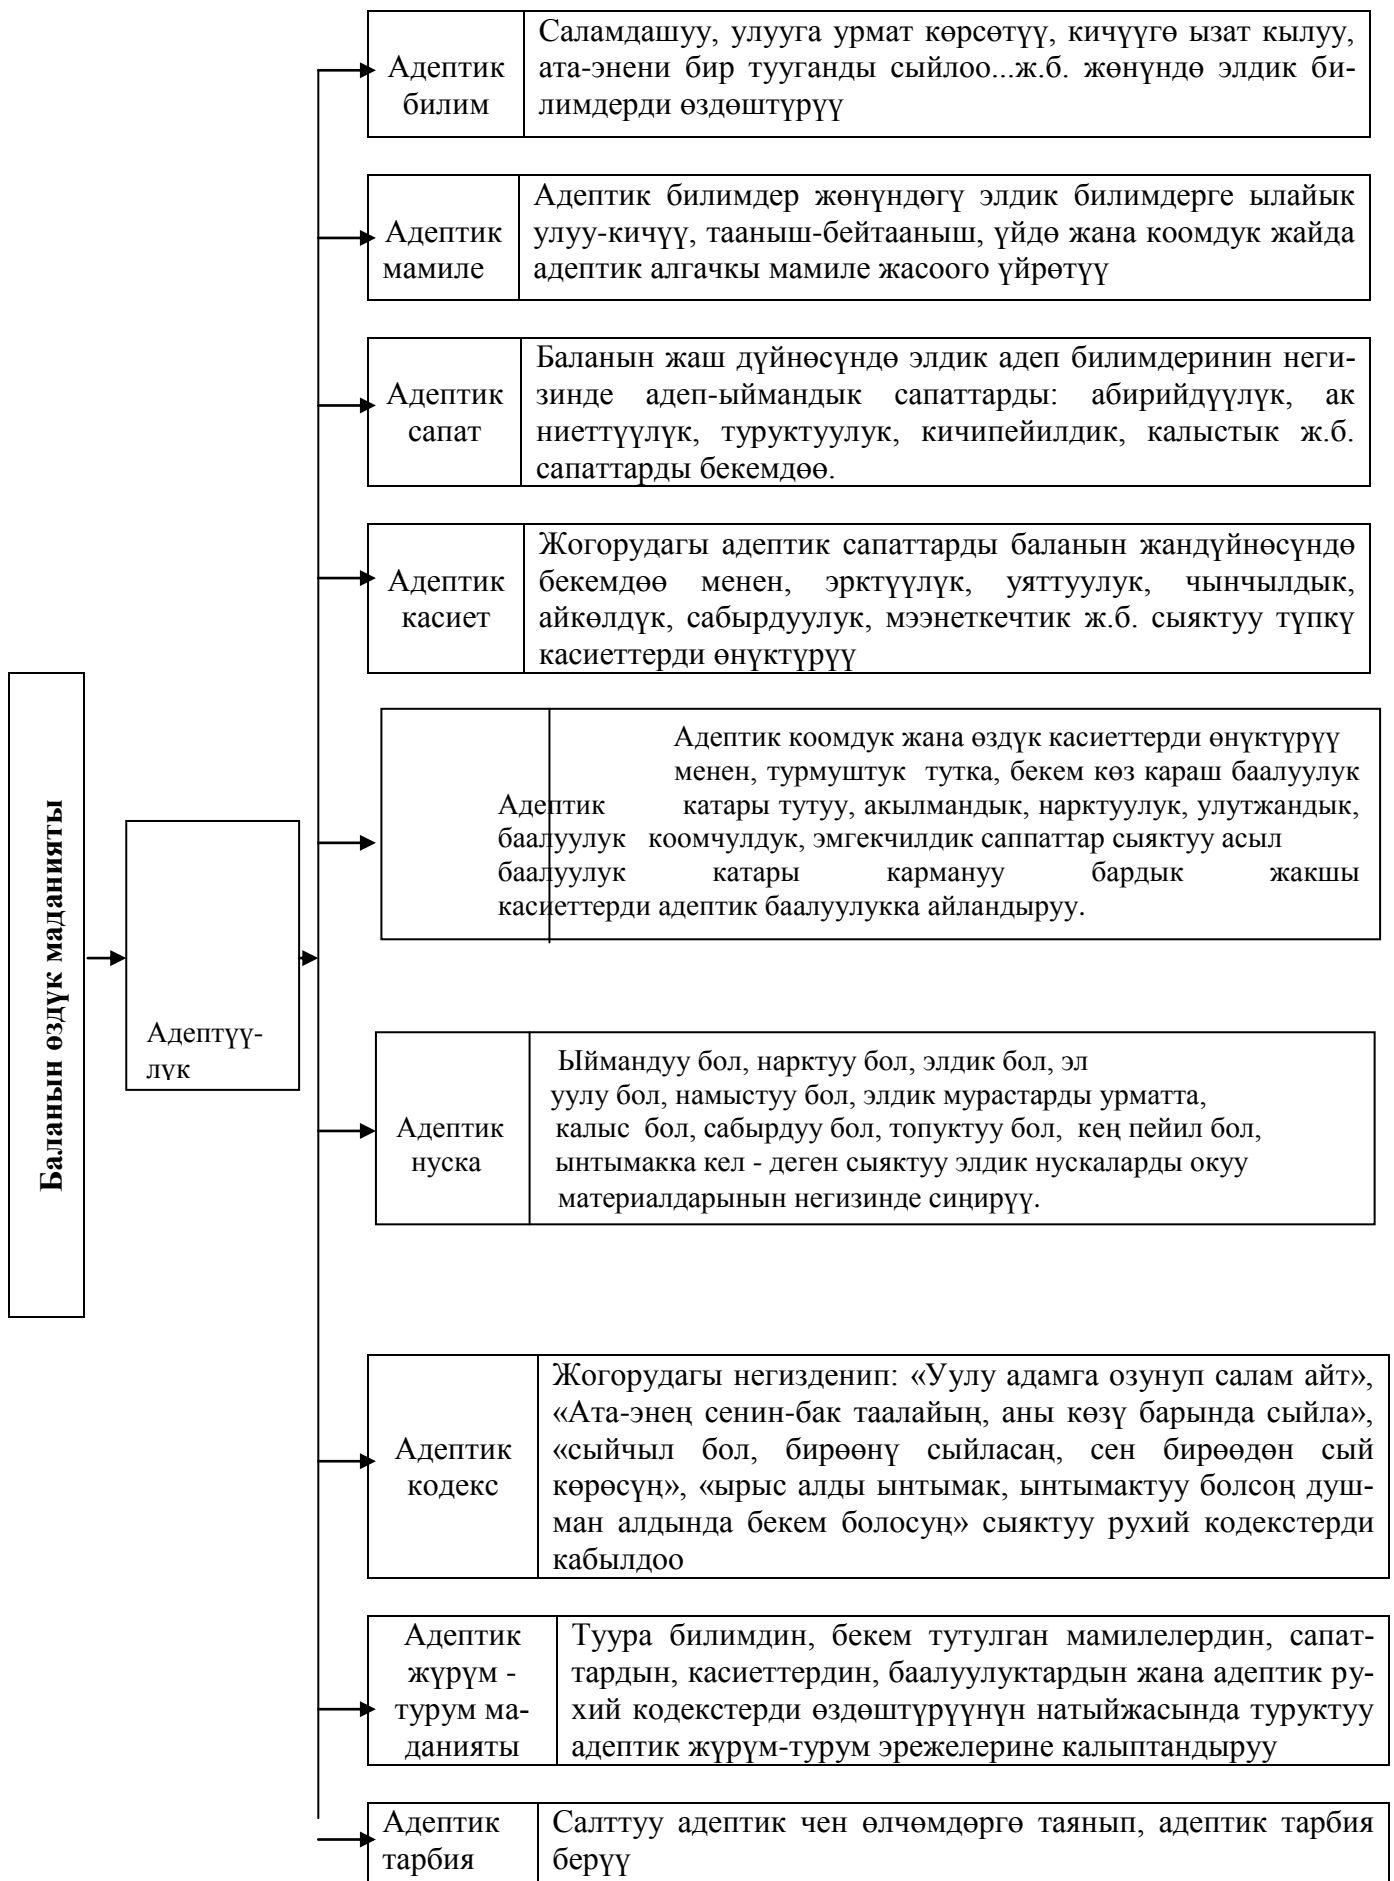 Адептик
билим
Саламдашуу, улууга урмат көрсөтүү, кичүүгө ызат кылуу,
ата-энени бир тууганды сыйлоо...ж.б. жөнүндө элдик би-
лимдерди өздөштүрүү
Адептик
мамиле
Адептик билимдер жөнүндөгү элдик билимдерге ылайык
улуу-кичүү, тааныш-бейтааныш, үйдө жана коомдук жайда
адептик алгачкы мамиле жасоого үйрөтүү
Адептик
сапат
Баланын жаш дүйнөсүндө элдик адеп билимдеринин неги-
зинде адеп-ыймандык сапаттарды: абирийдүүлүк, ак
ниеттүүлүк, туруктуулук, кичипейилдик, калыстык ж.б.
сапаттарды бекемдөө.
Адептик
касиет
Жогорудагы адептик сапаттарды баланын жандүйнөсүндө
бекемдөө менен, эрктүүлүк, уяттуулук, чынчылдык,
айкөлдүк, сабырдуулук, мээнеткечтик ж.б. сыяктуу түпкү
касиеттерди өнүктүрүү
Адептик коомдук жана өздүк касиеттерди өнүктүрүү
менен, турмуштук тутка, бекем көз караш баалуулук
Адептик катары тутуу, акылмандык, нарктуулук, улутжандык,
баалуулук коомчулдук, эмгекчилдик саппаттар сыяктуу асыл
баалуулук катары кармануу бардык жакшы
касиеттерди адептик баалуулукка айландыруу.
Баланын өздүк маданияты
Адептүү-
лүк
Адептик
нуска
Ыймандуу бол, нарктуу бол, элдик бол, эл
уулу бол, намыстуу бол, элдик мурастарды урматта,
калыс бол, сабырдуу бол, топуктуу бол, кең пейил бол,
ынтымакка кел - деген сыяктуу элдик нускаларды окуу
материалдарынын негизинде сиңирүү.
Адептик
кодекс
Жогорудагы негизденип: «Уулу адамга озунуп салам айт»,
«Ата-энең сенин-бак таалайың, аны көзү барында сыйла»,
«сыйчыл бол, бирөөнү сыйласаң, сен бирөөдөн сый
көрөсүң», «ырыс алды ынтымак, ынтымактуу болсоң душ-
ман алдында бекем болосуң» сыяктуу рухий кодекстерди
кабылдоо
Адептик
жүрүм -
турум ма-
данияты
Туура билимдин, бекем тутулган мамилелердин, сапат-
тардын, касиеттердин, баалуулуктардын жана адептик ру-
хий кодекстерди өздөштүрүүнүн натыйжасында туруктуу
адептик жүрүм-турум эрежелерине калыптандыруу
Адептик
тарбия
Салттуу адептик чен өлчөмдөргө таянып, адептик тарбия
берүү